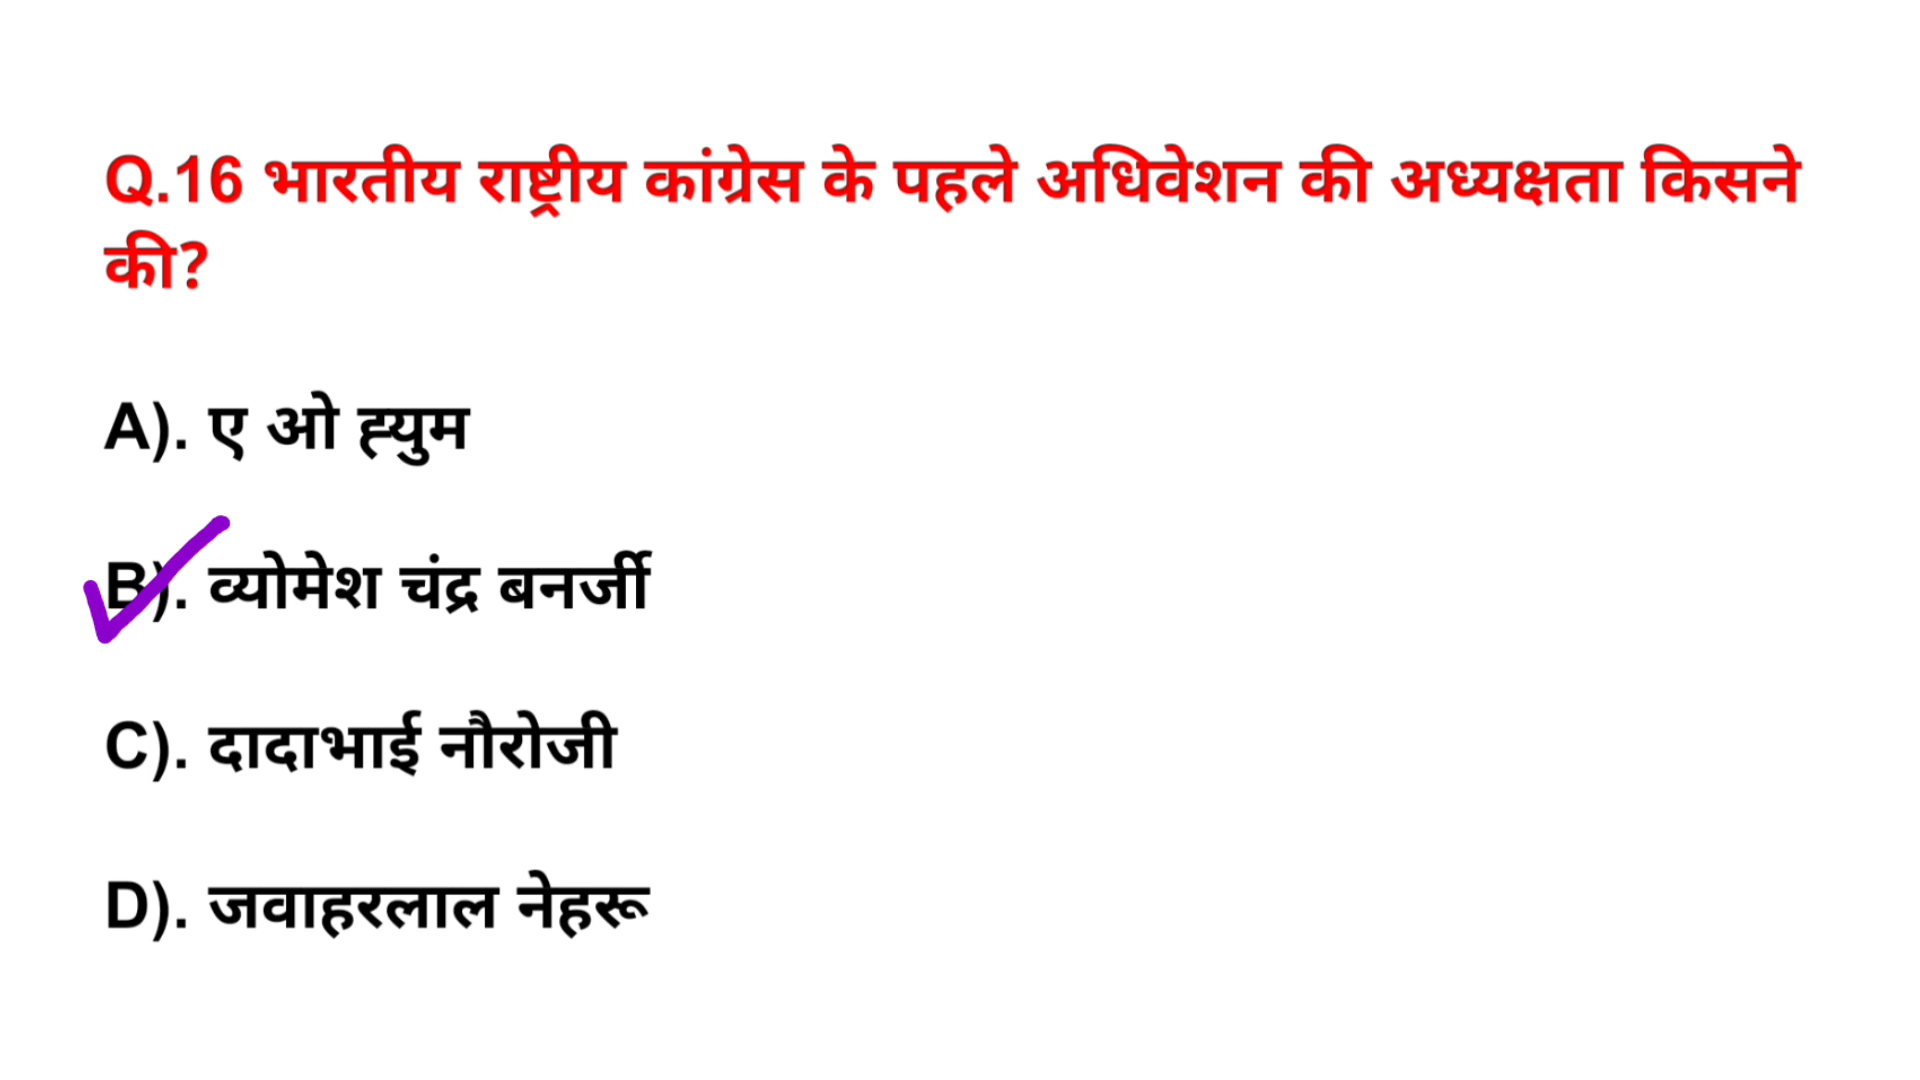 Q.16 भारतीय राष्ट्रीय कांग्रेस के पहले अधिवेशन की अध्यक्षता किसने
की?
A). ए ओ ह्युम
B). व्योमेश चंद्र बनर्जी
C). दादाभाई नौरोजी
D). जवाहरलाल नेहरू